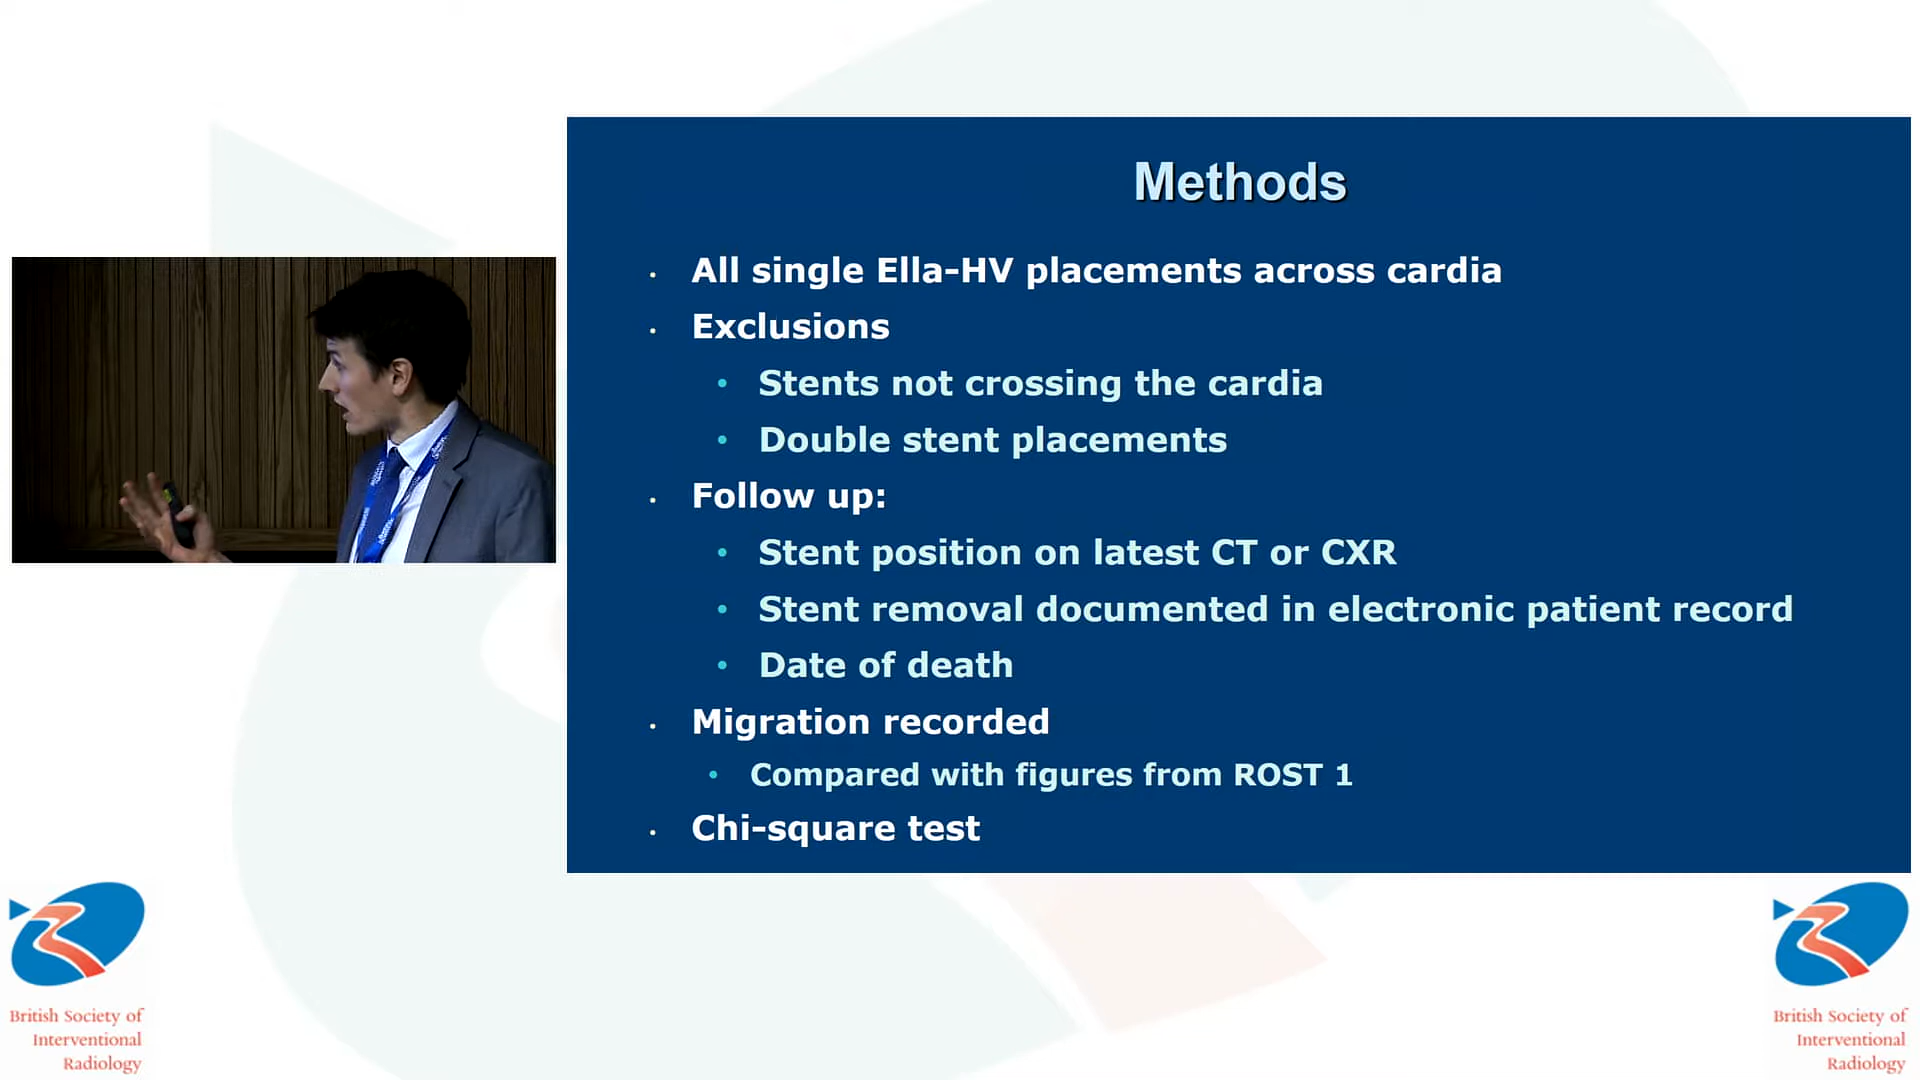 Methods
All single Ella-HV placements across cardia
Exclusions
Stents not crossing the cardia
Double stent placements
Follow up:
Stent position on latest CT or CXR
Stent removal documented in electronic patient record
Date of death
Migration recorded
Compared with figures from ROST 1
Chi-square test
British Society of
Interventional
Radiology
British Society of
Interventional
Radiology